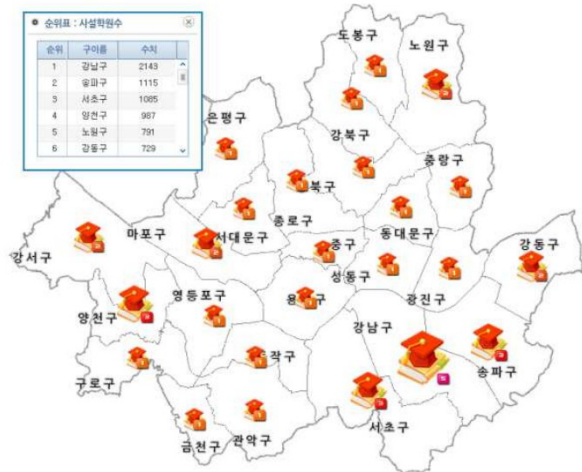 순위표 : 사설학원수
순위 구이름 수치
1 강남구 2143
2 송파구 1115
3 서초구 1085
4 양천구 987
5 노원구 791
6 강동구 729
도봉구
노원구
은평구
강북구
중랑구
북구
종로구
마포구
서대문구
중구
동대문구
강동구
강서구
성동구
영등포구
광진구
양천구
강남구
작구
송파구
구로구
서초구
금천구
관악구